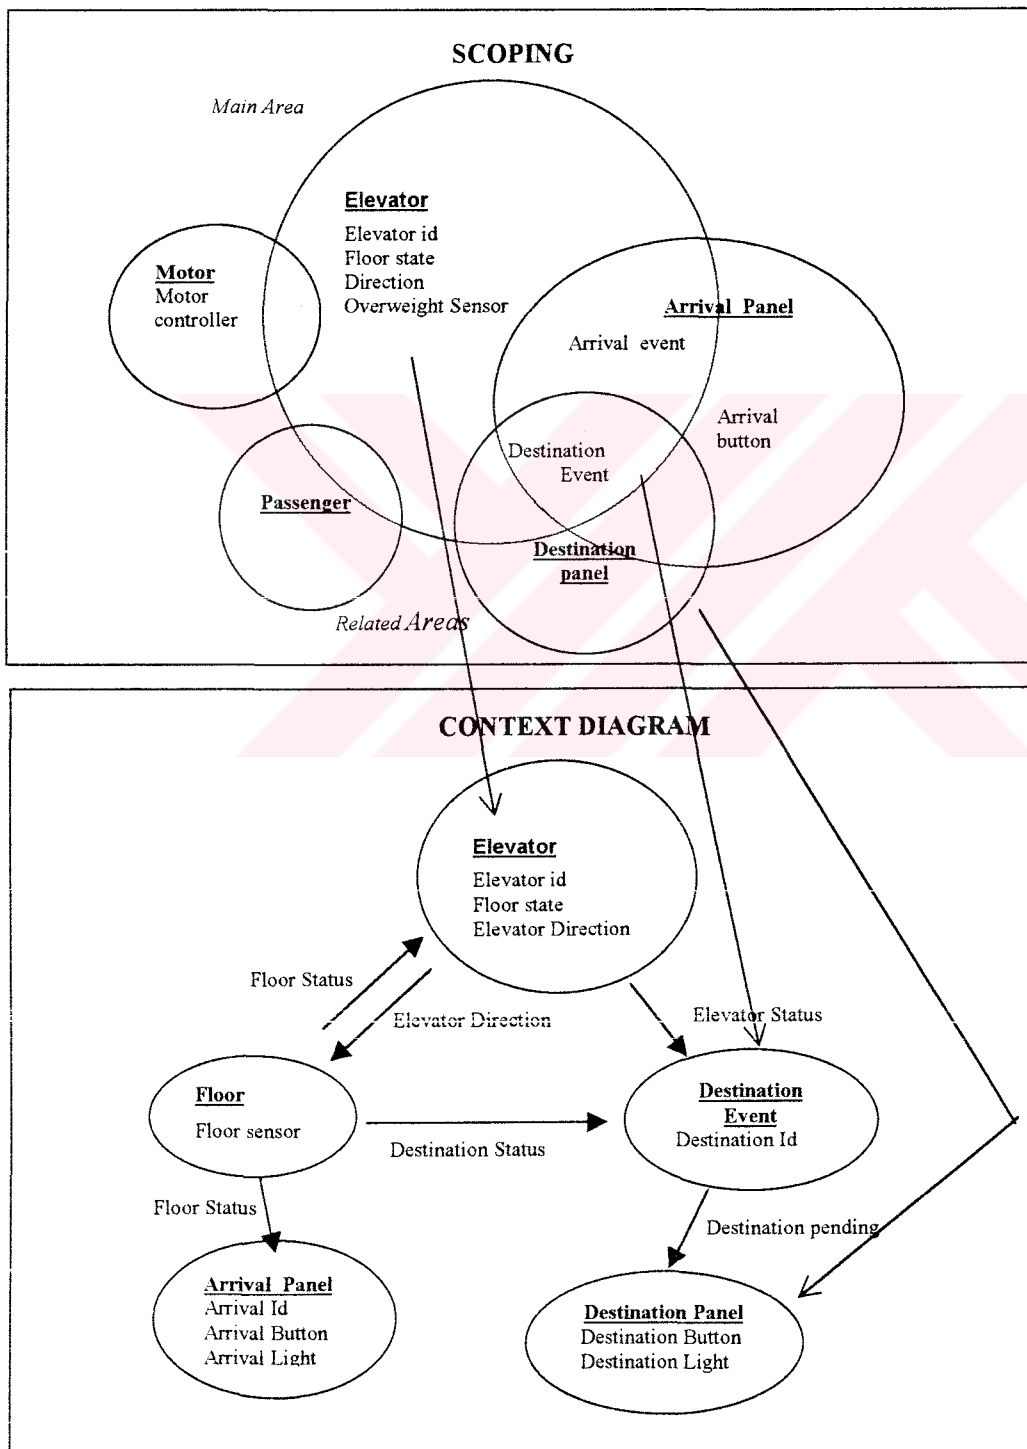 SCOPING
Main Area
Elevator
Elevator id
Floor state
Direction
Overweight Sensor
Motor
Motor
controller
Arrival Panel
Arrival event
Arrival
button
Destination
Event
Passenger
Destination
panel
Related Areas
CONTEXT DIAGRAM
Elevator
Elevator id
Floor state
Elevator Direction
Floor Status
Elevator Direction
Elevator Status
Floor
Floor sensor
Destination
Event
Destination Id
Destination Status
Floor Status
Destination pending
Arrival Panel
Arrival Id
Arrival Button
Arrival Light
Destination Panel
Destination Button
Destination Light